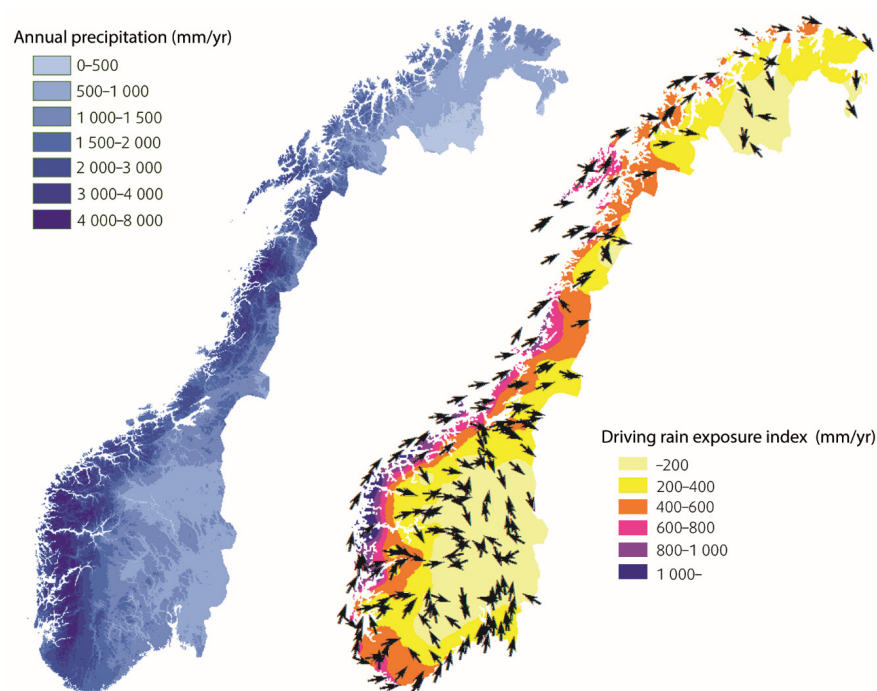 Annual precipitation (mm/yr)
0–500
500–1 000
1 000–1 500
1 500–2 000
2 000–3 000
3 000–4 000
4 000–8 000
Driving rain exposure index (mm/yr)
–200
200–400
400–600
600–800
800–1 000
1 000–